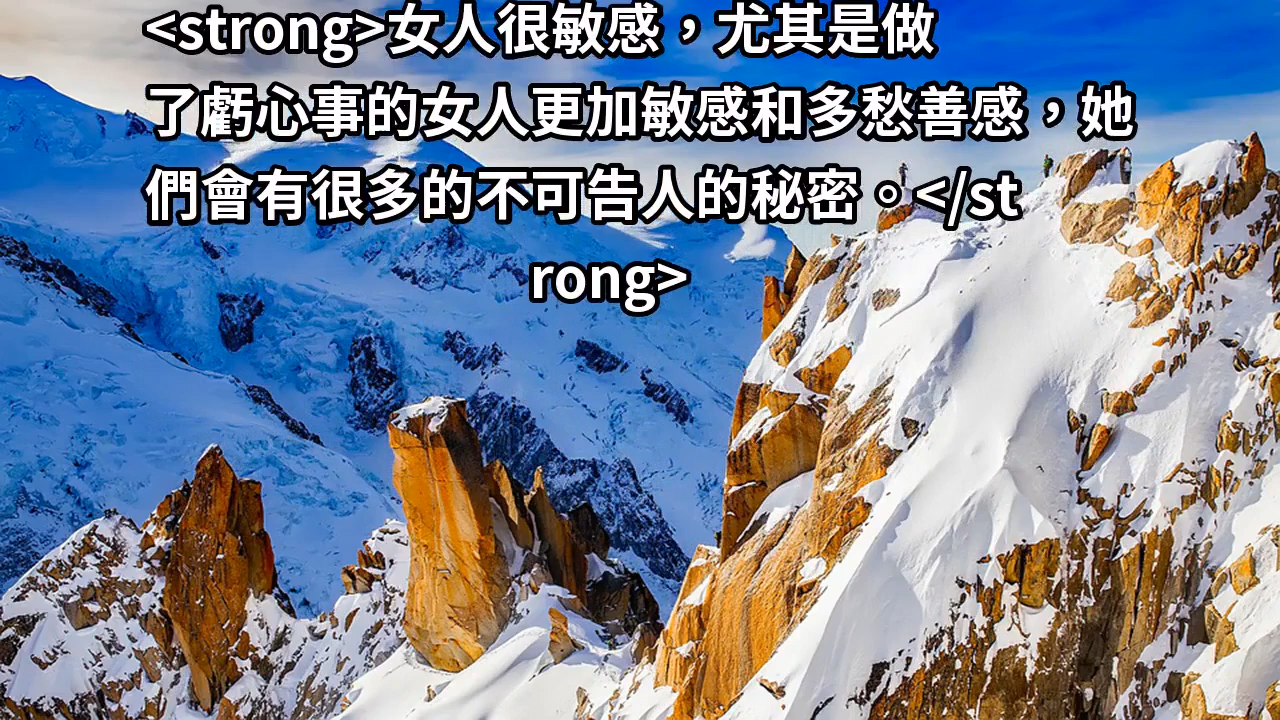 <strong>女人很敏感，尤其是做
了虧心事的女人更加敏感和多愁善感，她
們會有很多的不可告人的秘密。</st
rong>